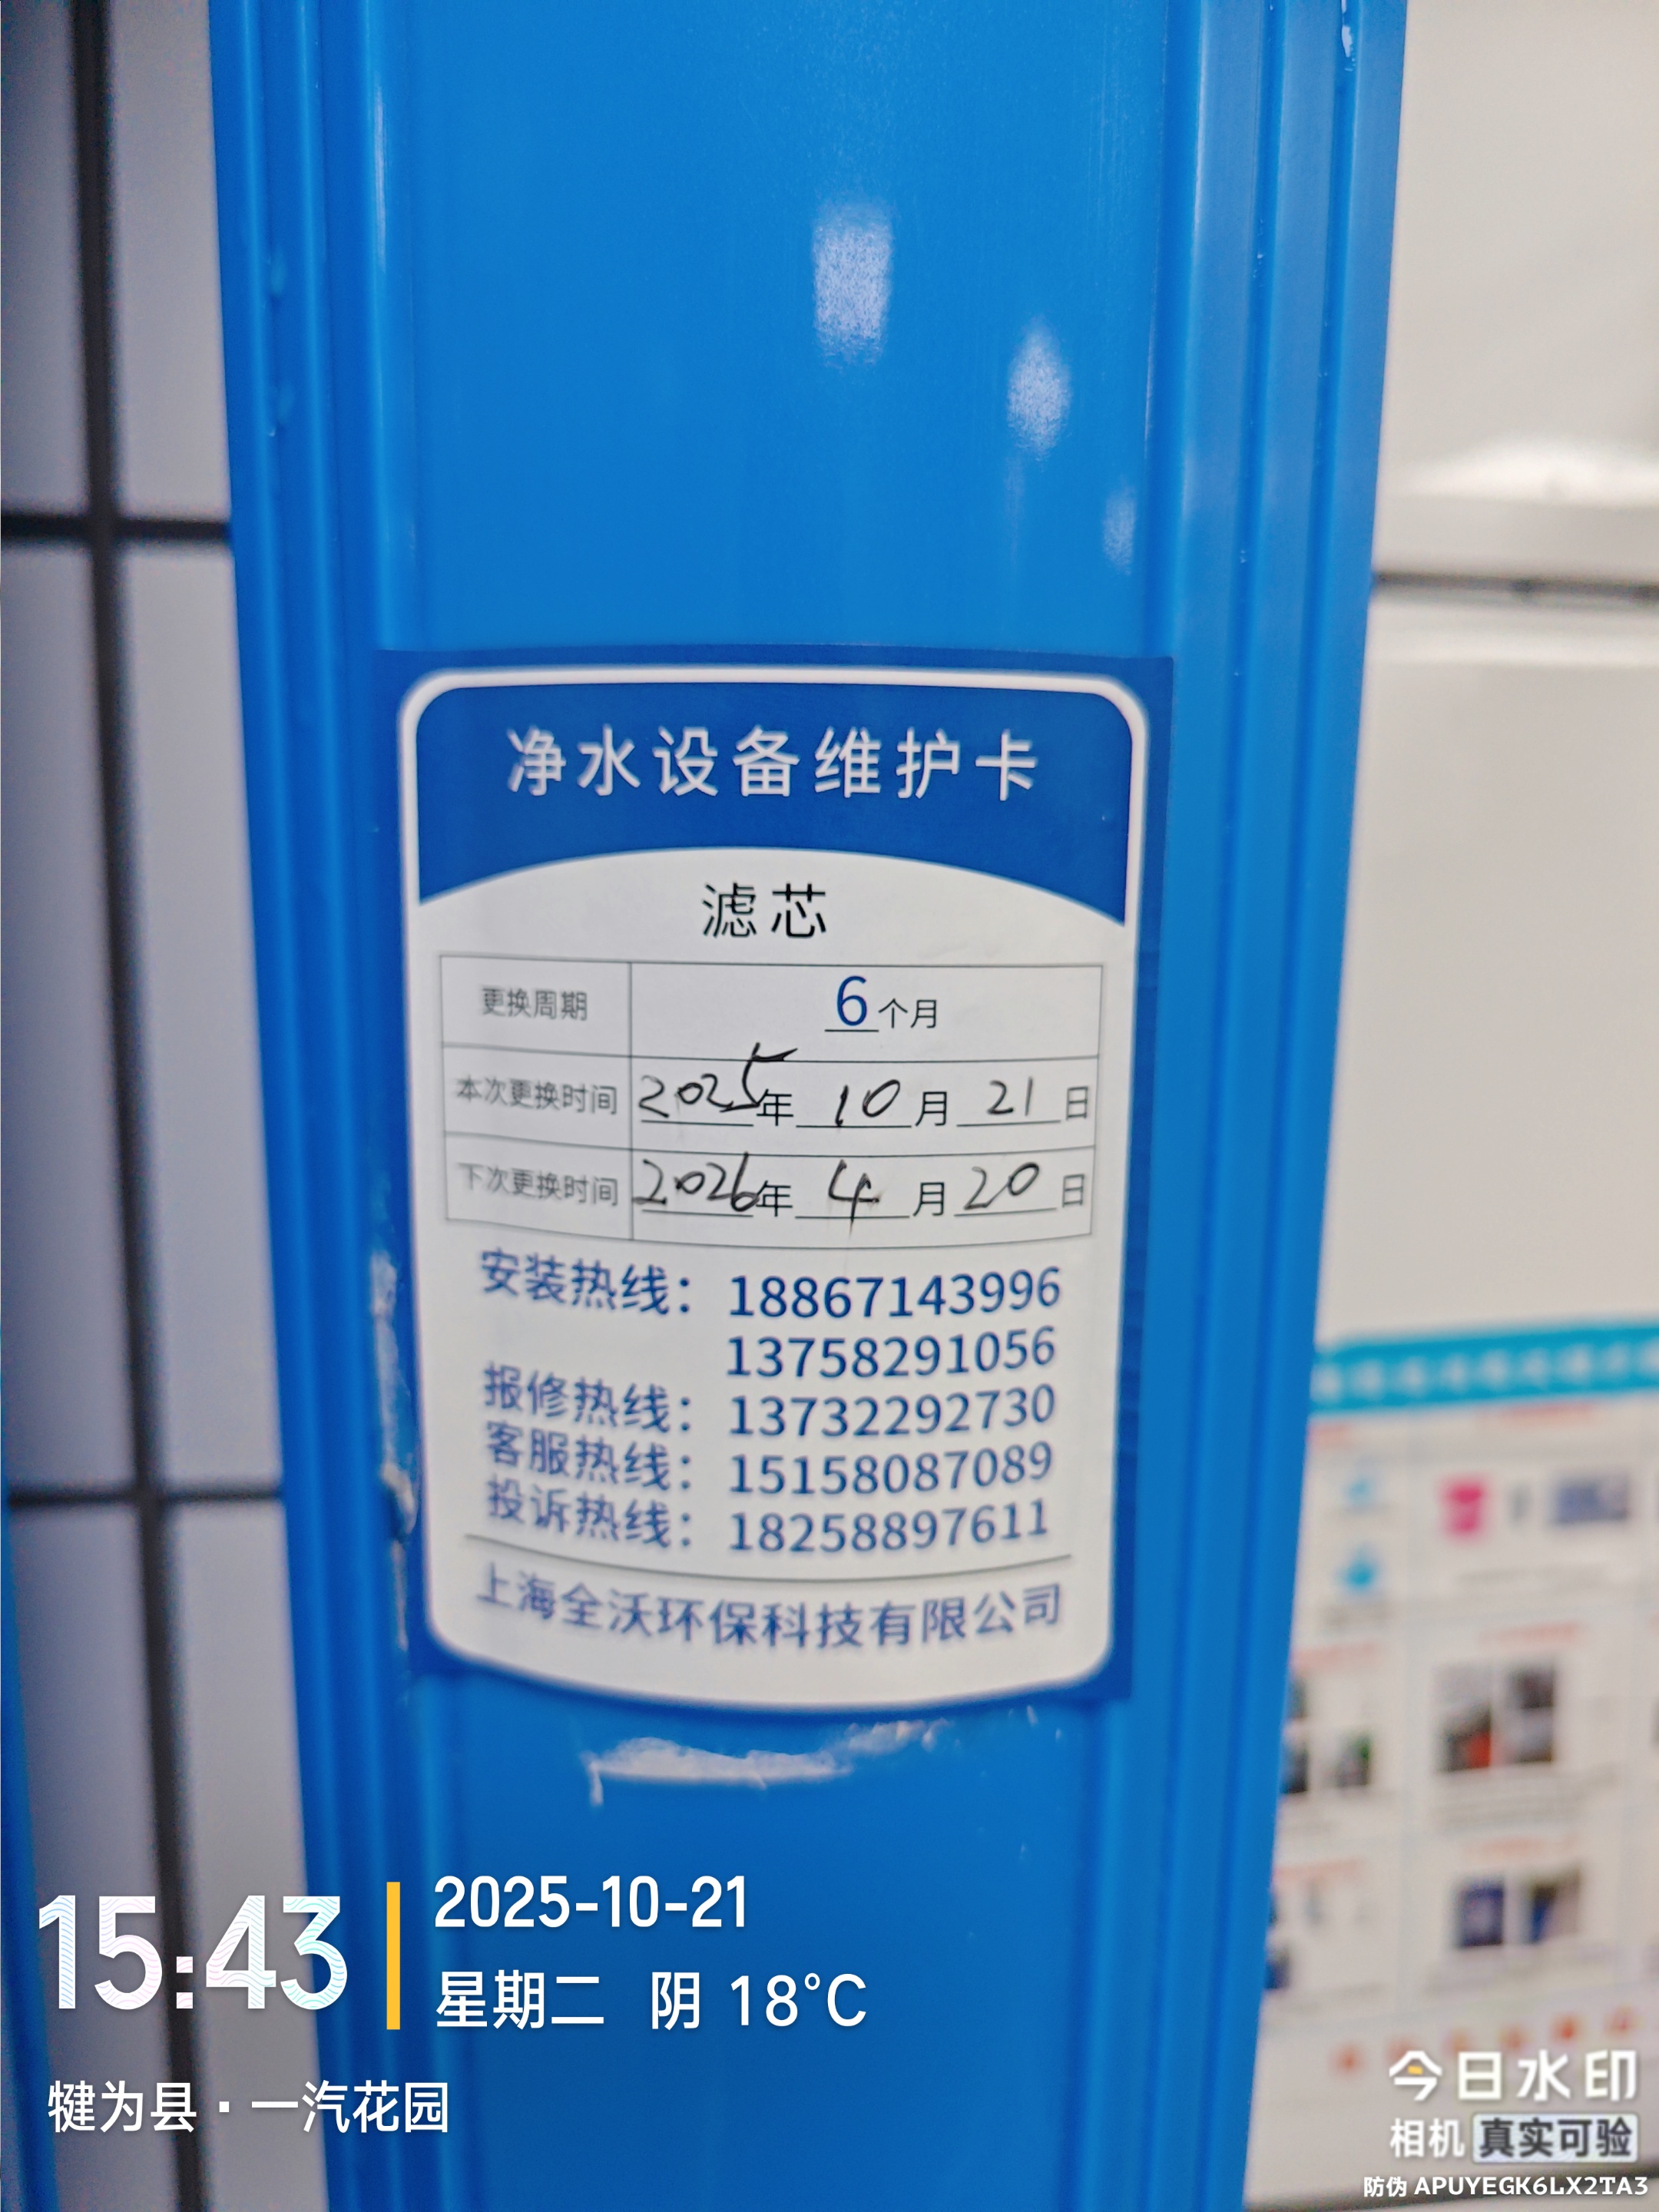 净水设备维护卡
滤芯
更换周期 6个月
本次更换时间 2025年 10月 21日
下次更换时间 2026年 4月 20日
安装热线：18867143996
13758291056
报修热线：13732292730
客服热线：15158087089
投诉热线：18258897611
上海全沃环保科技有限公司
15:43
2025-10-21
星期二 阴 18°C
犍为县·一汽花园
今日水印
相机 真实可验
防伪 APUYEGK6LX2TA3